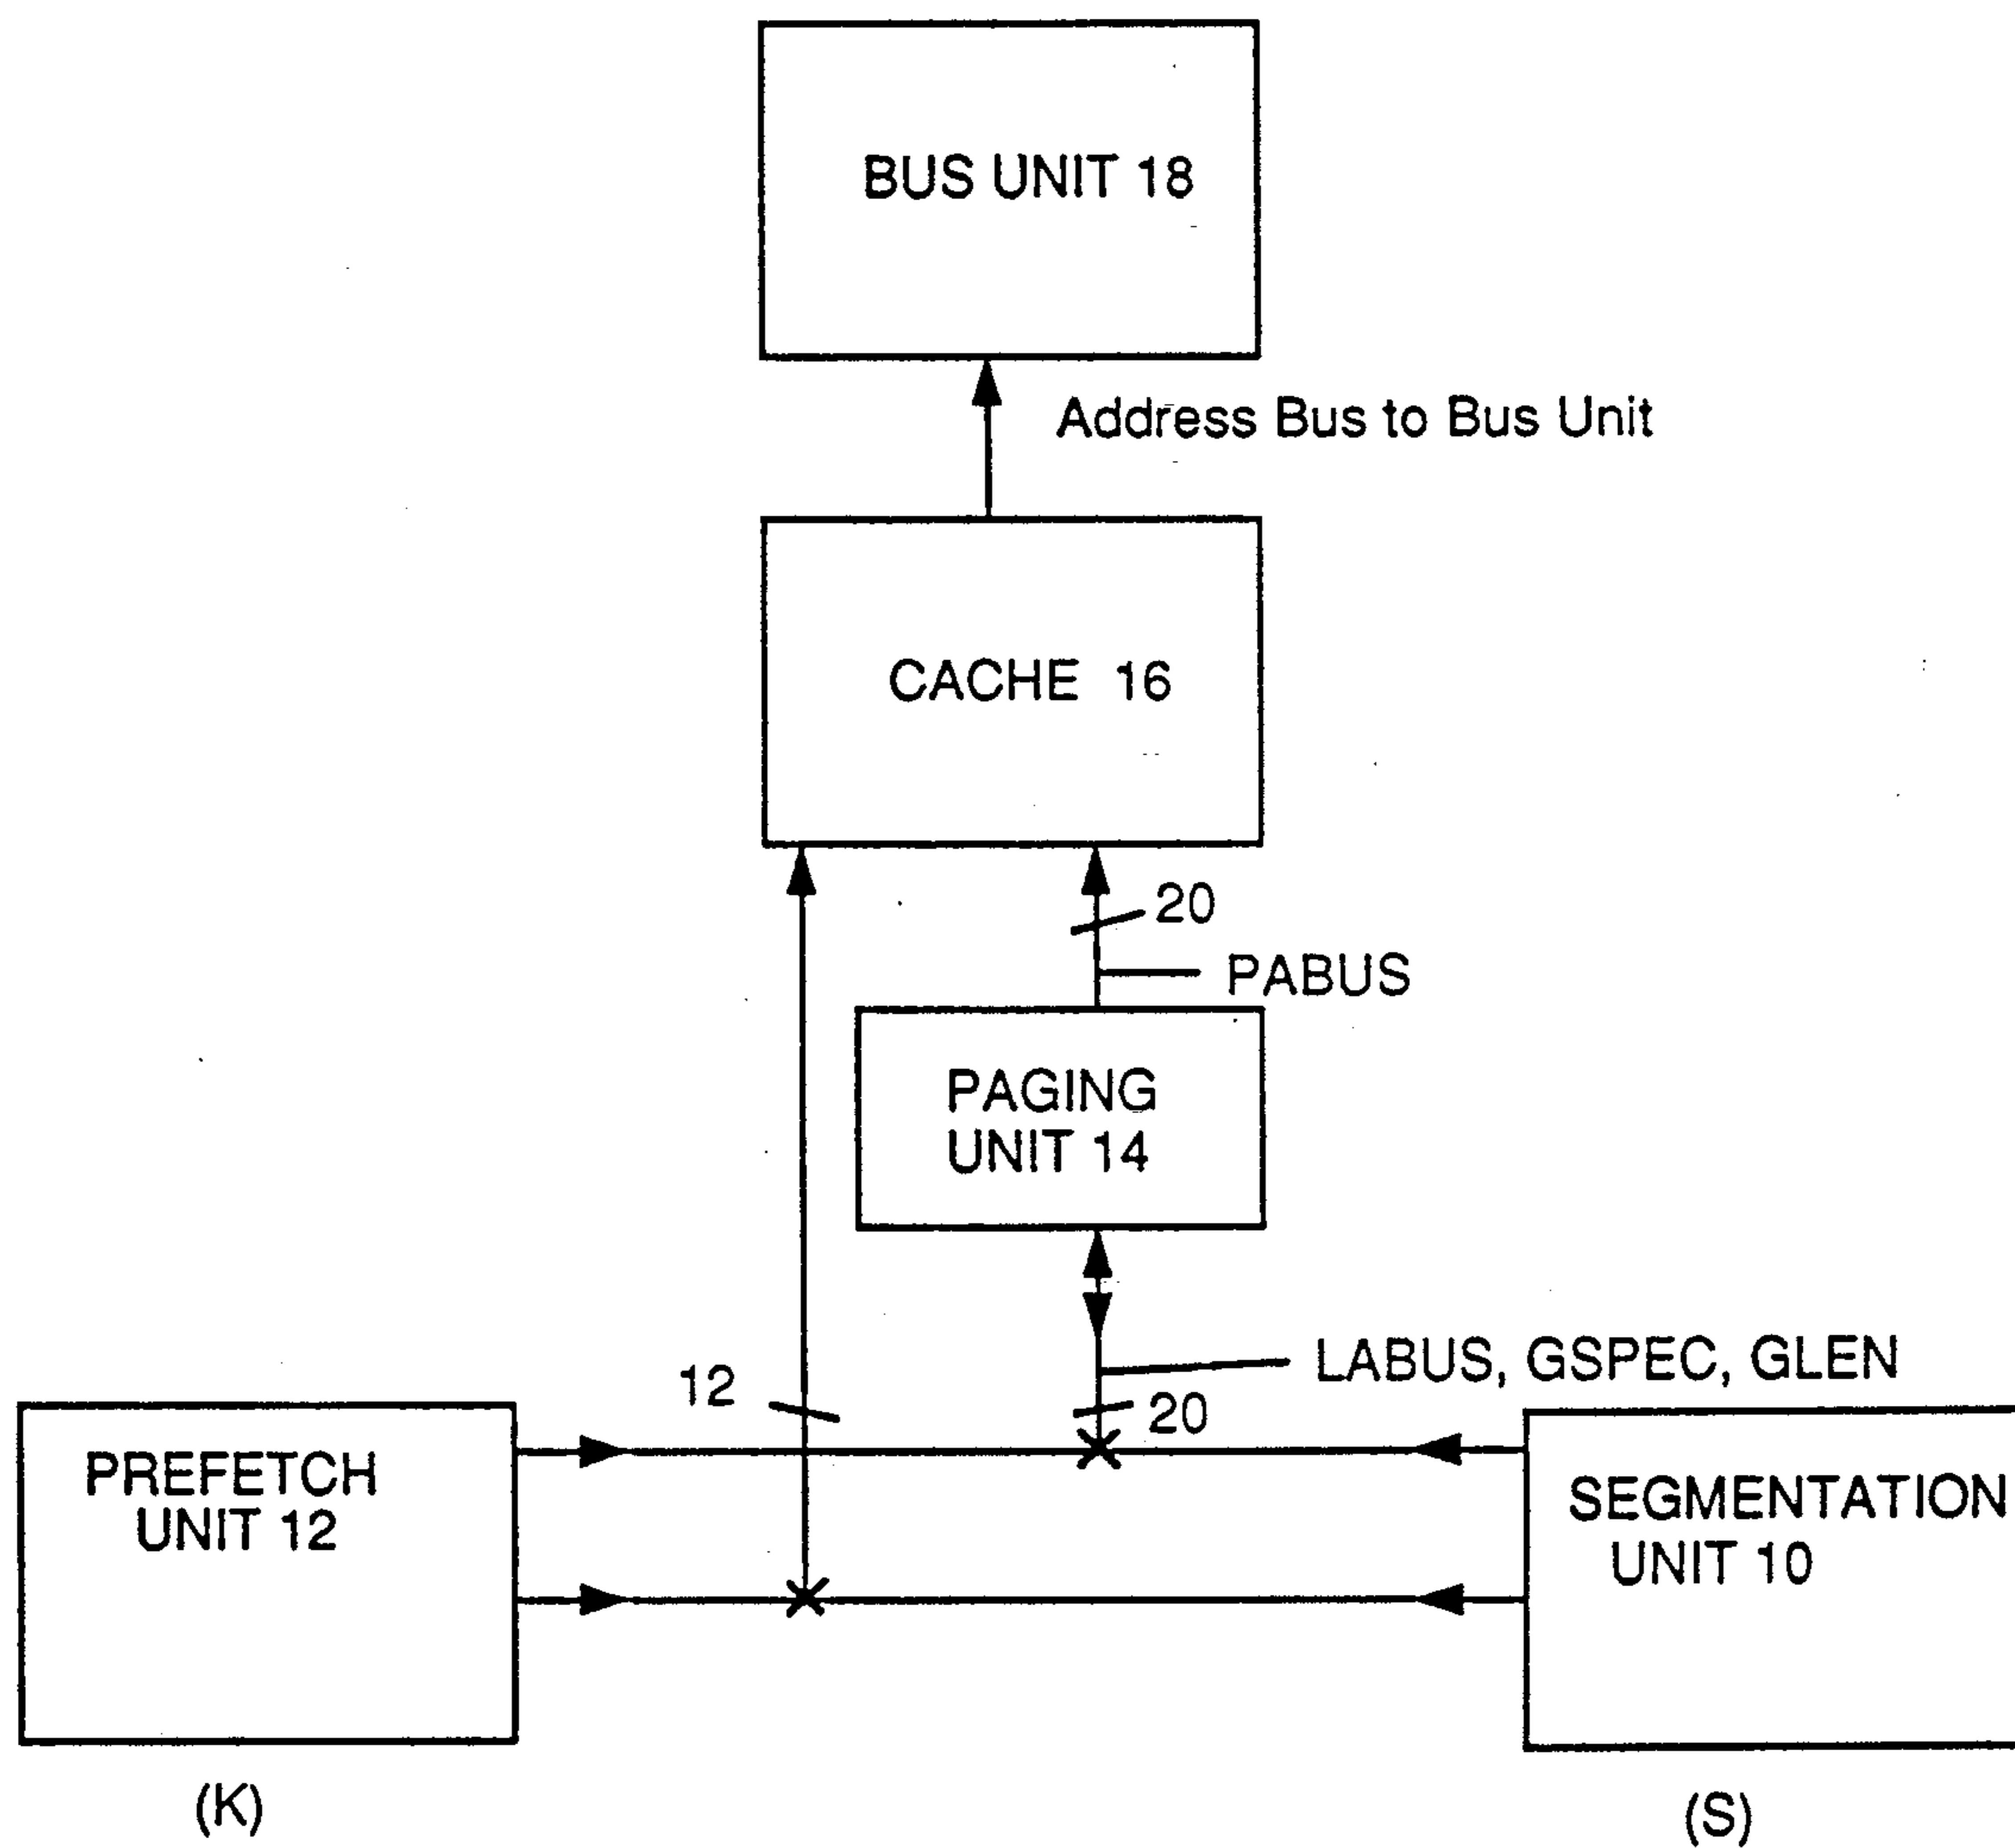 BUS UNIT 18
Address Bus to Bus Unit
CACHE 16
20
PABUS
PAGING
UNIT 14
LABUS, GSPEC, GLEN
12
20
PREFETCH
UNIT 12
SEGMENTATION
UNIT 10
(K)
(S)